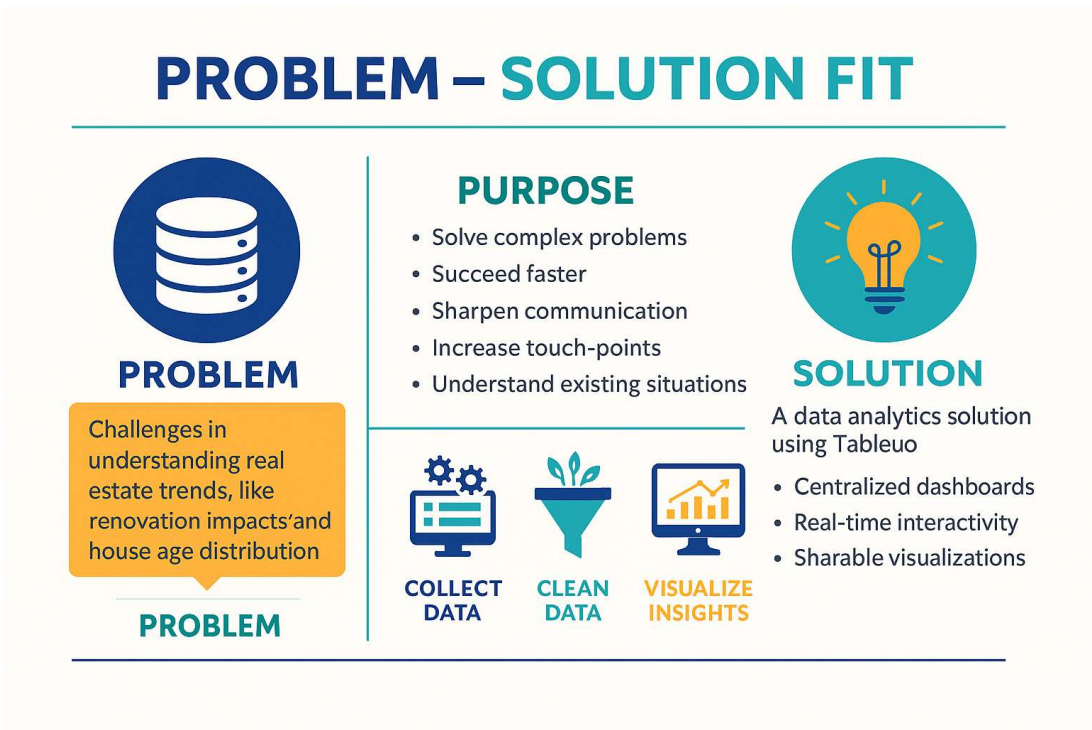 PROBLEM – SOLUTION FIT
PROBLEM
Challenges in
understanding real
estate trends, like
renovation impacts'and
house age distribution
PROBLEM
PURPOSE
• Solve complex problems
• Succeed faster
• Sharpen communication
• Increase touch-points
• Understand existing situations
COLLECT
DATA
CLEAN
DATA
VISUALIZE
INSIGHTS
SOLUTION
A data analytics solution
using Tableuo
• Centralized dashboards
• Real-time interactivity
• Sharable visualizations